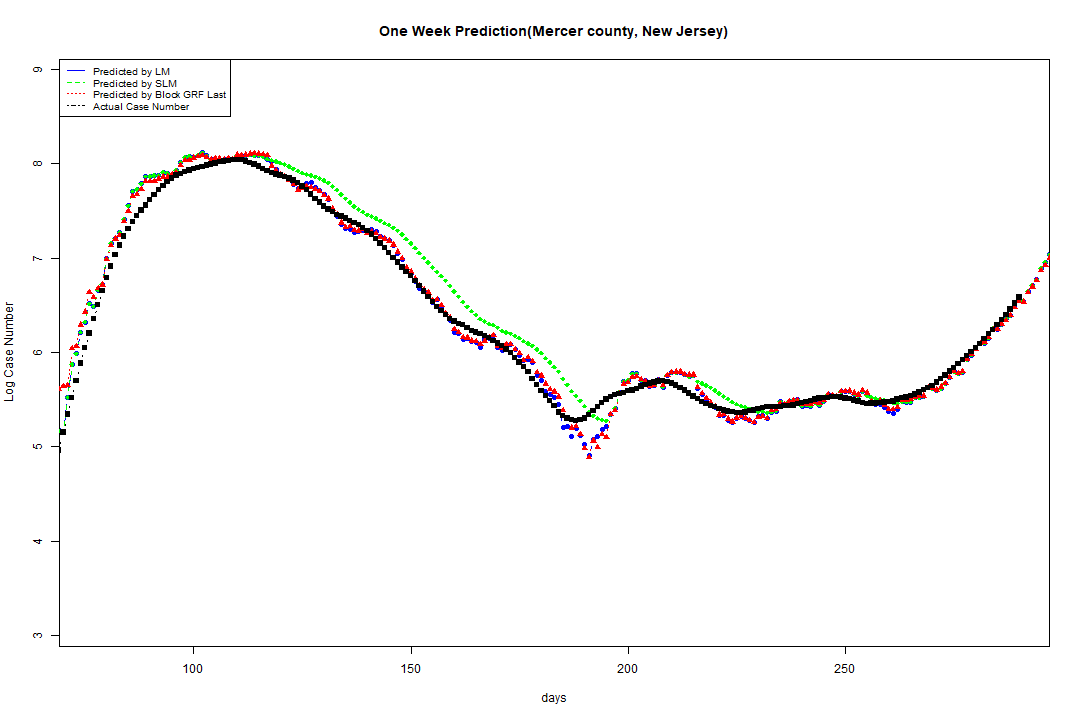 One Week Prediction(Mercer county, New Jersey)
Predicted by LM
Predicted by SLM
Predicted by Block GRF Last
Actual Case Number
9
8
7
6
5
4
3
Log Case Number
100 150 200 250
days